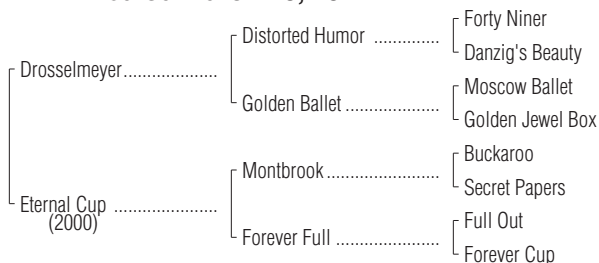 Forty Niner
Distorted Humor ..............
Danzig's Beauty
Drosselmeyer....................
Moscow Ballet
Golden Ballet ....................
Golden Jewel Box
Buckaroo
Montbrook ........................
Secret Papers
Eternal Cup ......................
(2000)
Full Out
Forever Full ......................
Forever Cup